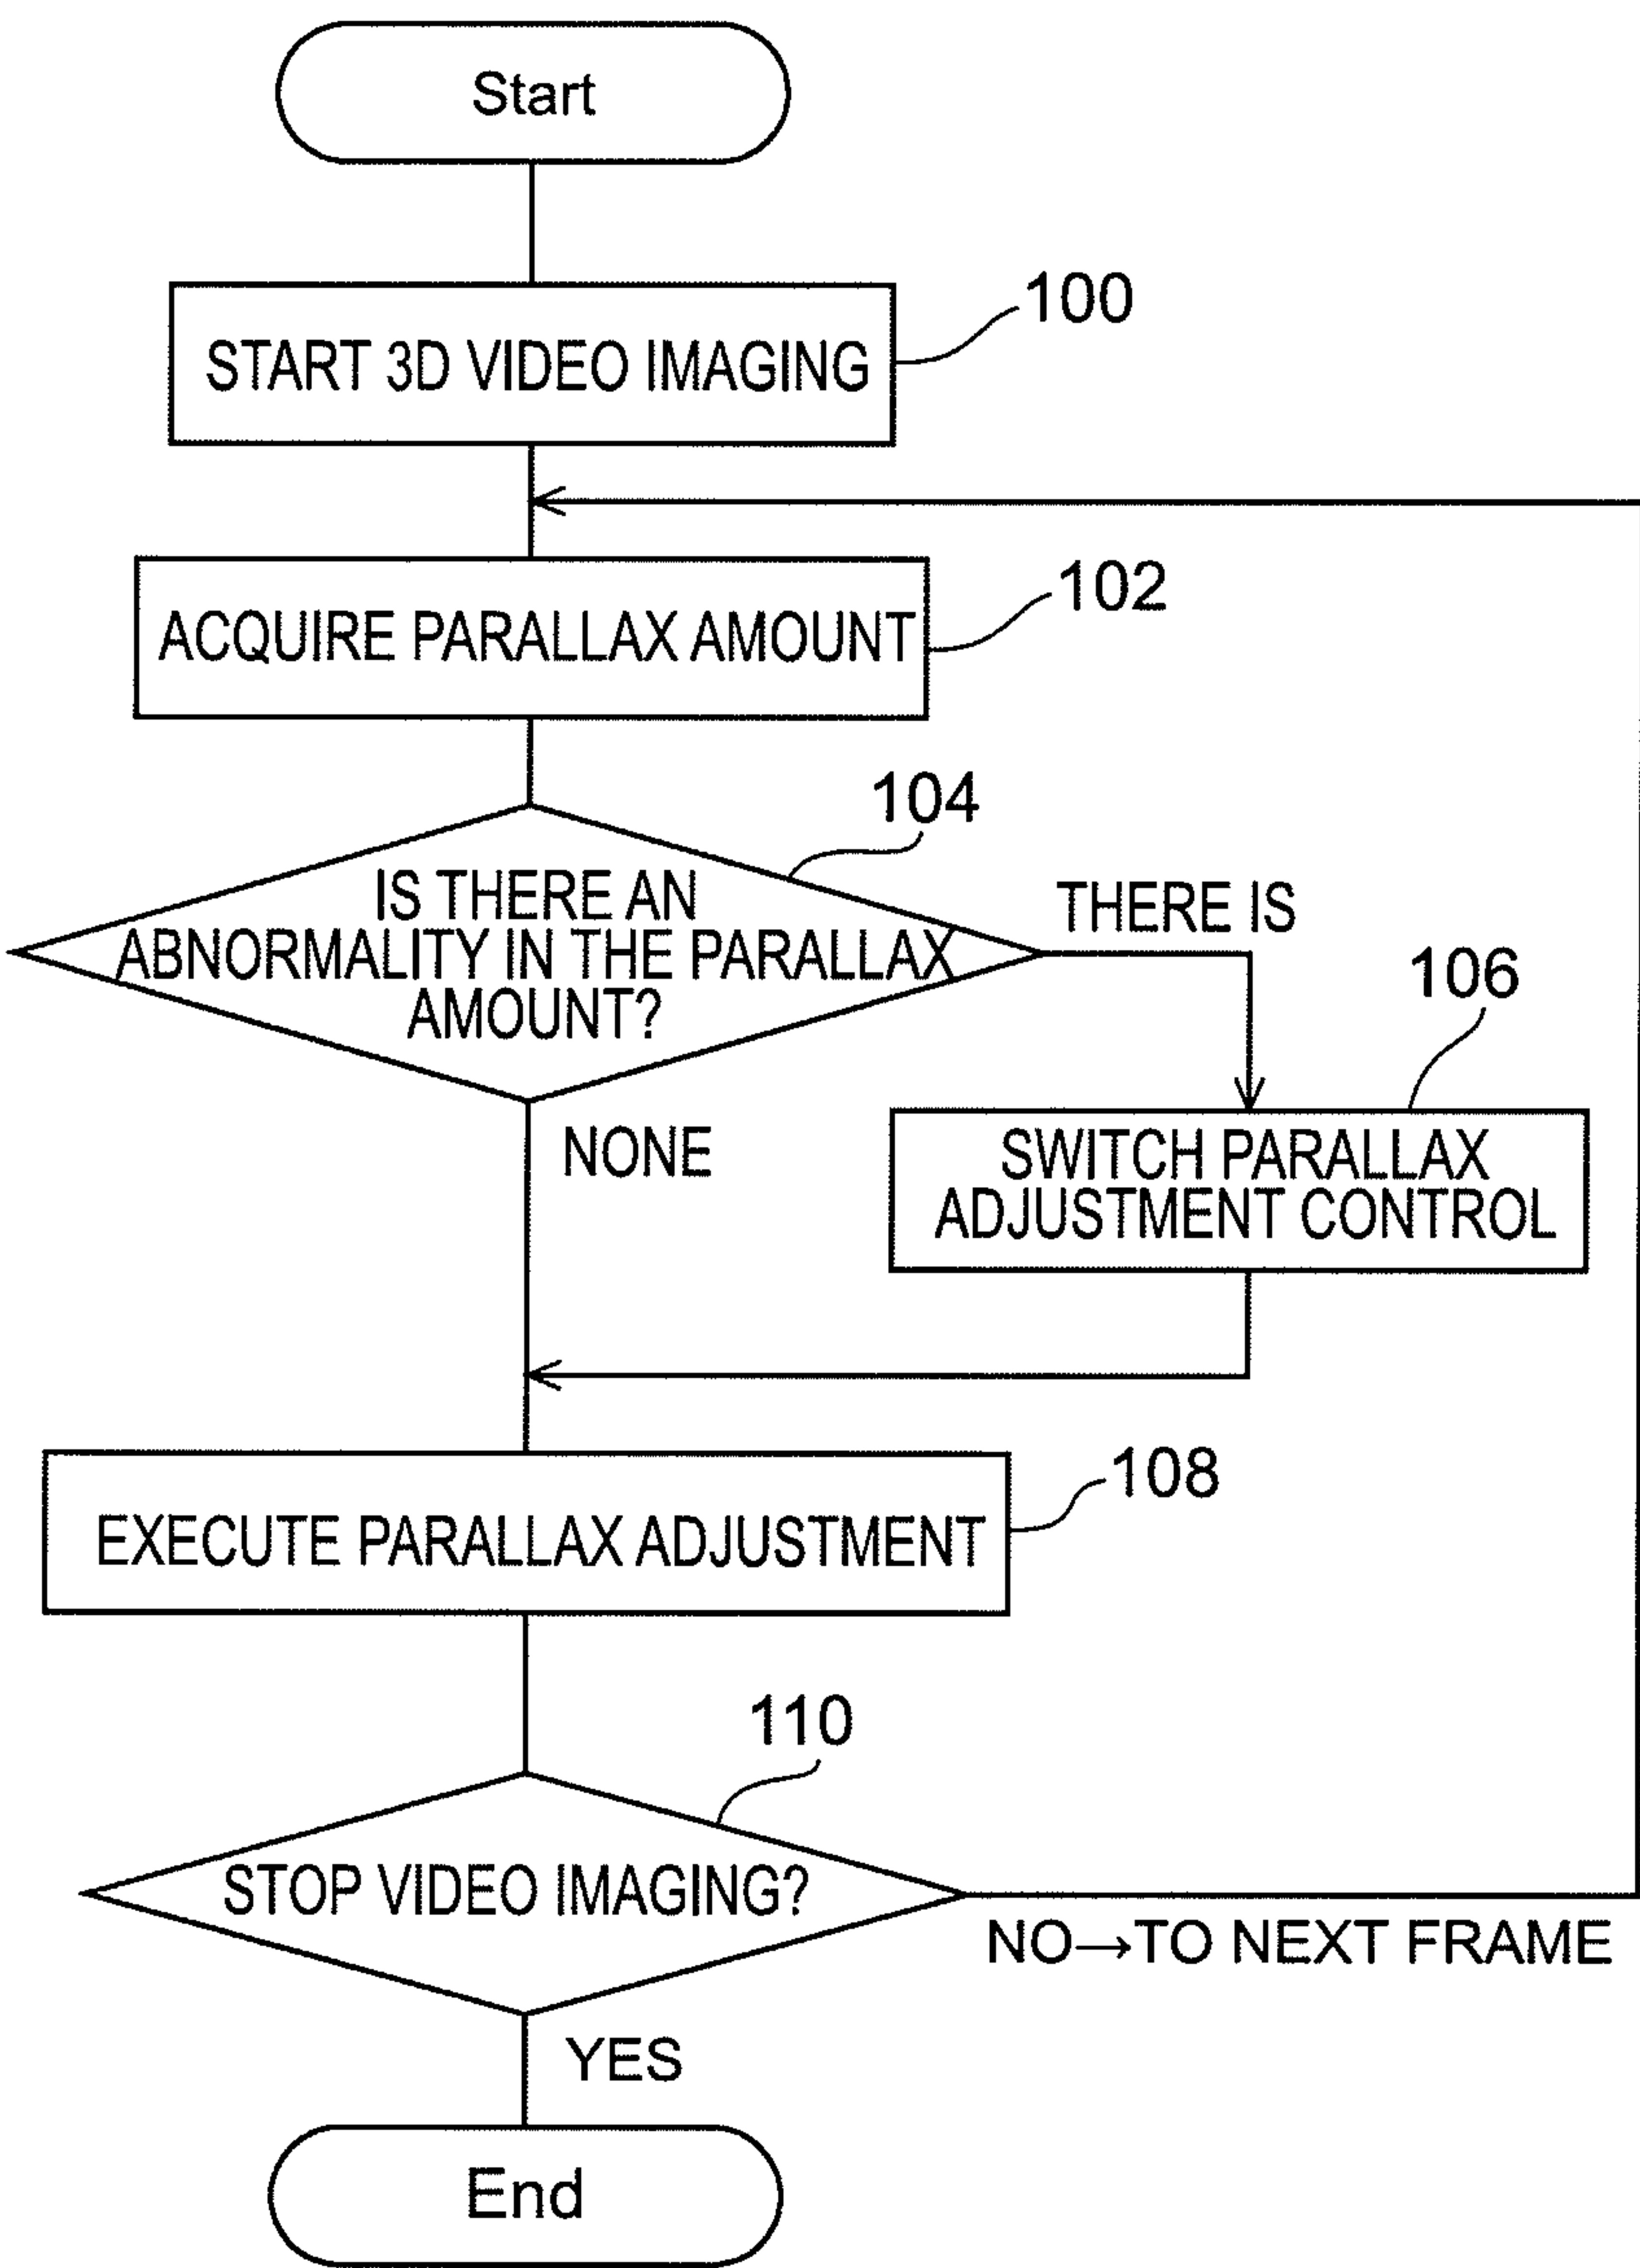 Start
100
START 3D VIDEO IMAGING
102
ACQUIRE PARALLAX AMOUNT
104
IS THERE AN
ABNORMALITY IN THE PARALLAX
AMOUNT?
THERE IS
106
NONE
SWITCH PARALLAX
ADJUSTMENT CONTROL
108
EXECUTE PARALLAX ADJUSTMENT
110
STOP VIDEO IMAGING?
NO→TO NEXT FRAME
YES
End